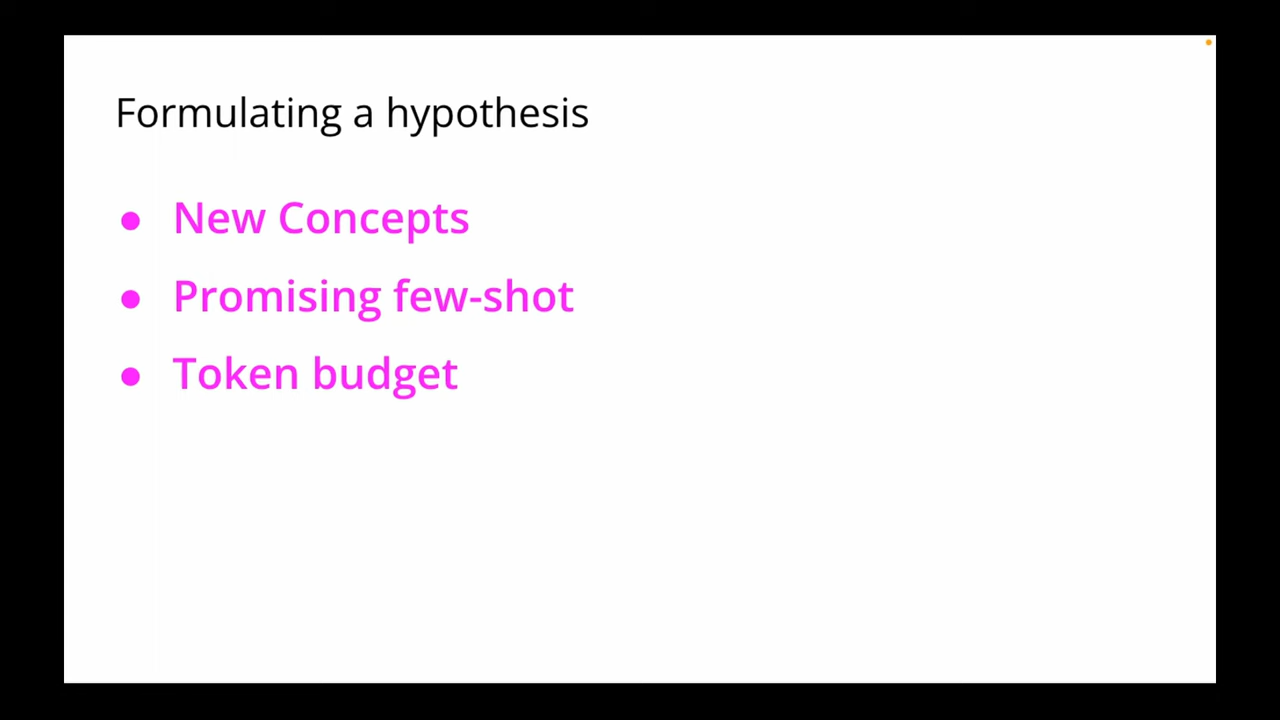 Formulating a hypothesis
● New Concepts
● Promising few-shot
● Token budget